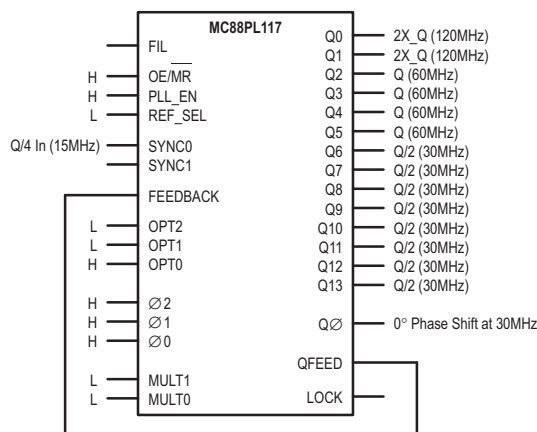 MC88PL117
FIL
H OE/MR
H PLL_EN
L REF_SEL
Q/4 In (15MHz) SYNC0
SYNC1
FEEDBACK
L OPT2
L OPT1
H OPT0
H ∅2
H ∅1
H ∅0
L MULT1
L MULT0
Q0 2X_Q (120MHz)
Q1 2X_Q (120MHz)
Q2 Q (60MHz)
Q3 Q (60MHz)
Q4 Q (60MHz)
Q5 Q (60MHz)
Q6 Q/2 (30MHz)
Q7 Q/2 (30MHz)
Q8 Q/2 (30MHz)
Q9 Q/2 (30MHz)
Q10 Q/2 (30MHz)
Q11 Q/2 (30MHz)
Q12 Q/2 (30MHz)
Q13 Q/2 (30MHz)
Q∅ 0° Phase Shift at 30MHz
QFEED
LOCK